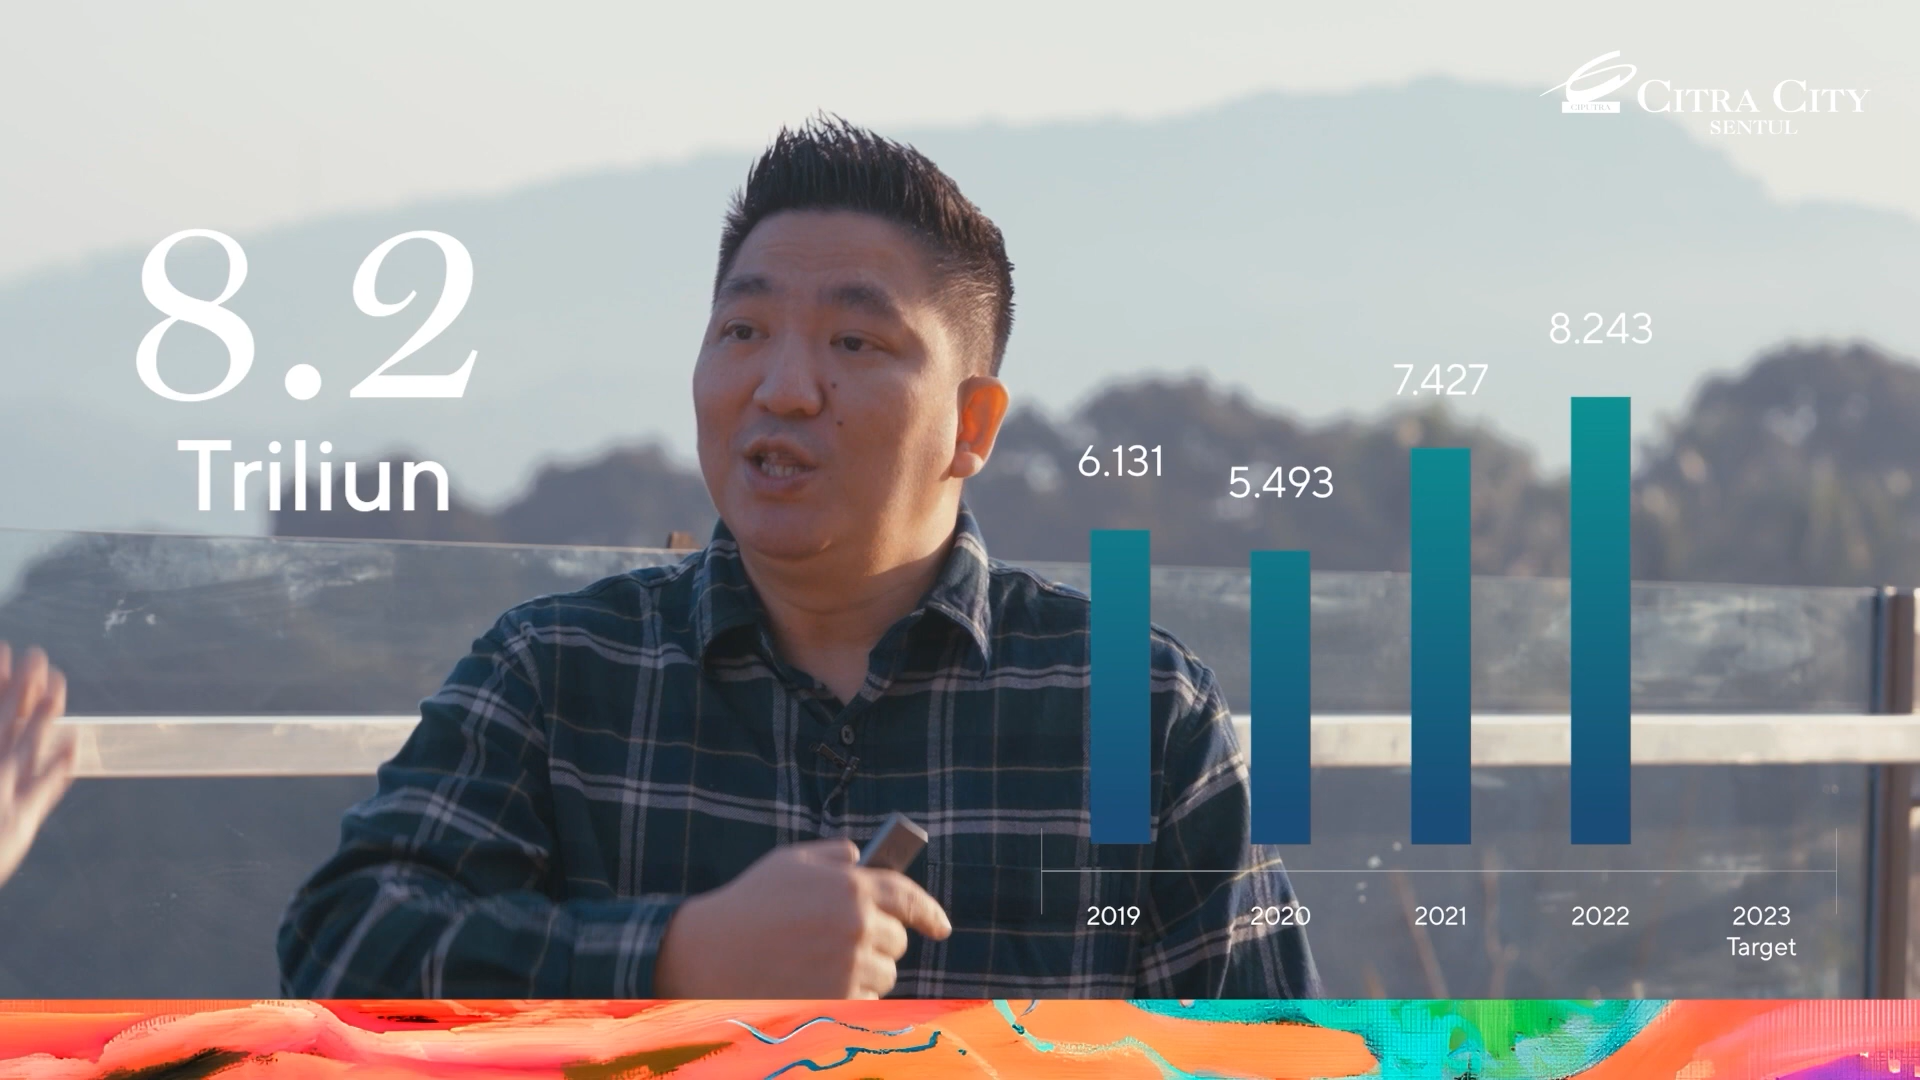 CIPUTRA
CITRA CITY
SENTUL
8.2
Triliun
6.131
5.493
7.427
8.243
2019
2020
2021
2022
2023
Target